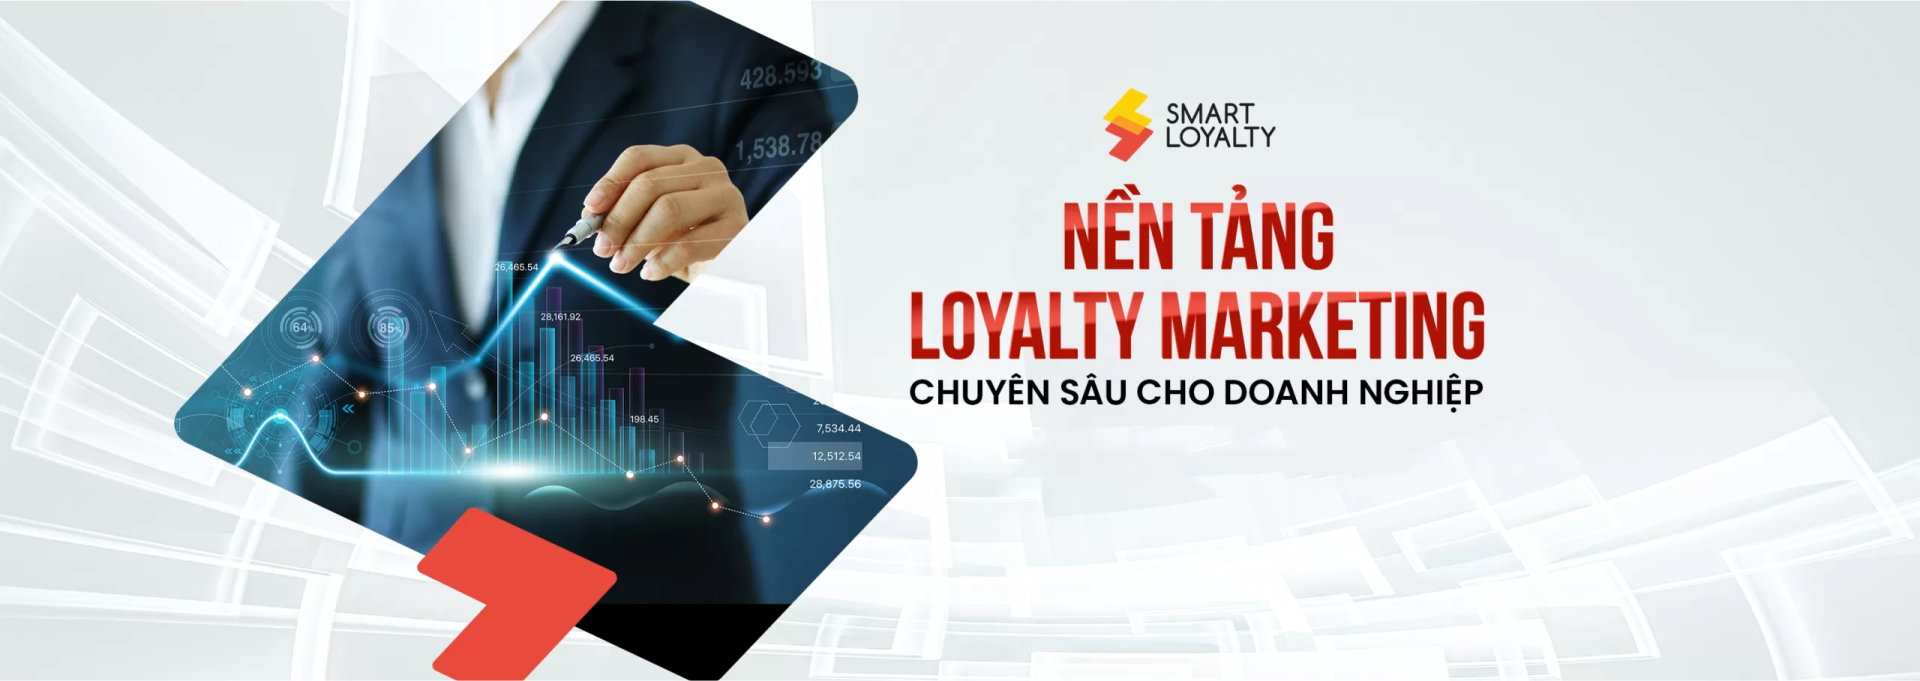 428.593
1,538.78
SMART
LOYALTY
NỀN TẢNG
LOYALTY MARKETING
CHUYÊN SÂU CHO DOANH NGHIỆP
26,465.54
28,161.92
64%
85%
26,465.54
198.45
7,534.44
12,512.54
28,875.56